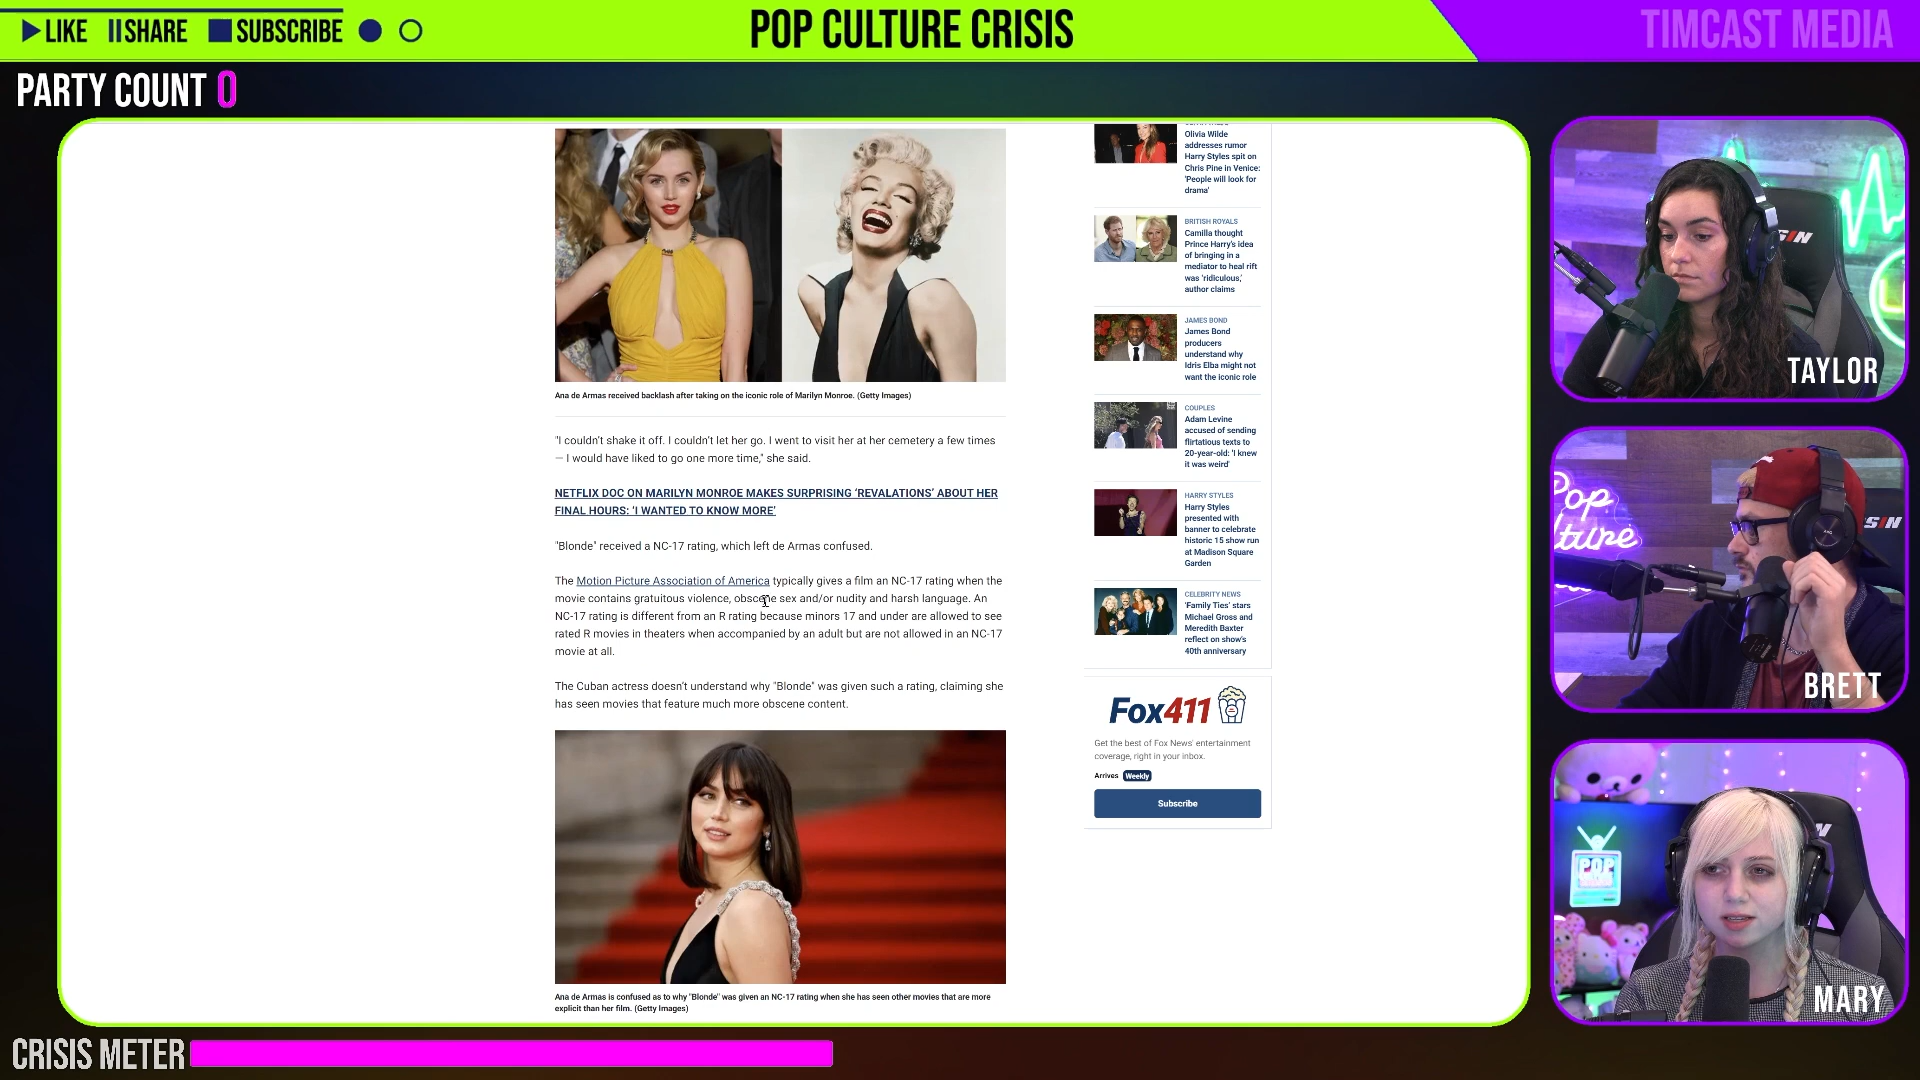 LIKE SHARE SUBSCRIBE
POP CULTURE CRISIS
TIMCAST MEDIA
PARTY COUNT 0
Ana de Armas received backlash after taking on the iconic role of Marilyn Monroe. (Getty Images)
"I couldn't shake it off. I couldn't let her go. I went to visit her at her cemetery a few times
— I would have liked to go one more time," she said.
NETFLIX DOC ON MARILYN MONROE MAKES SURPRISING 'REVALATIONS' ABOUT HER
FINAL HOURS: 'I WANTED TO KNOW MORE'
"Blonde" received a NC-17 rating, which left de Armas confused.
The Motion Picture Association of America typically gives a film an NC-17 rating when the
movie contains gratuitous violence, obscene sex and/or nudity and harsh language. An
NC-17 rating is different from an R rating because minors 17 and under are allowed to see
rated R movies in theaters when accompanied by an adult but are not allowed in an NC-17
movie at all.
The Cuban actress doesn't understand why "Blonde" was given such a rating, claiming she
has seen movies that feature much more obscene content.
Ana de Armas is confused as to why "Blonde" was given an NC-17 rating when she has seen other movies that are more
explicit than her film. (Getty Images)
Olivia Wilde
addresses rumor
Harry Styles spit on
Chris Pine in Venice:
'People will look for
drama'
BRITISH ROYALS
Camilla thought
Prince Harry's idea
of bringing in a
mediator to heal rift
was 'ridiculous,'
author claims
JAMES BOND
James Bond
producers
understand why
Idris Elba might not
want the iconic role
COUPLES
Adam Levine
accused of sending
flirtatious texts to
20-year-old: 'I knew
it was weird'
HARRY STYLES
Harry Styles
presented with
banner to celebrate
historic 15 show run
at Madison Square
Garden
CELEBRITY NEWS
'Family Ties' stars
Michael Gross and
Meredith Baxter
reflect on show's
40th anniversary
Fox411
Get the best of Fox News' entertainment
coverage, right in your inbox.
Arrives Weekly
Subscribe
TAYLOR
Pop
BRETT
POP
MARY
CRISIS METER